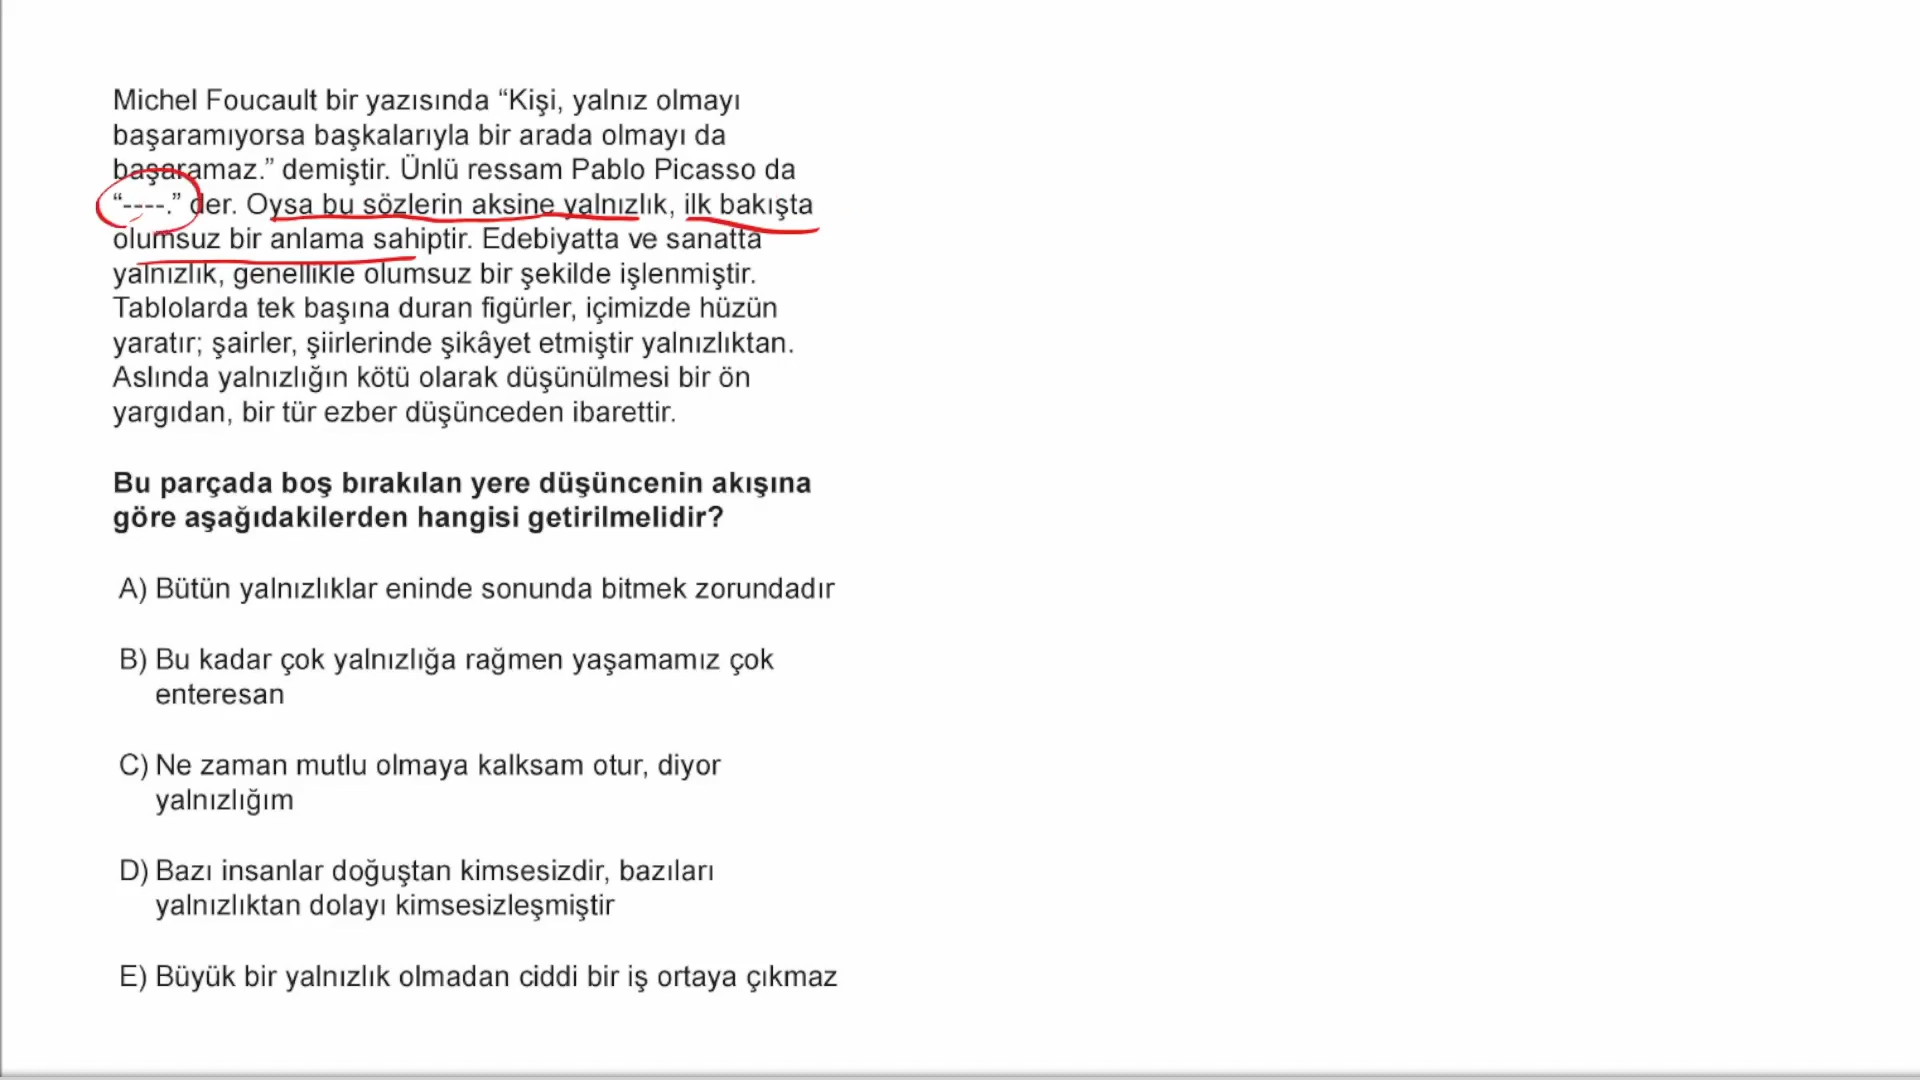 Michel Foucault bir yazısında “Kişi, yalnız olmayı
başaramıyorsa başkalarıyla bir arada olmayı da
başaramaz.” demiştir. Ünlü ressam Pablo Picasso da
“----.” der. Oysa bu sözlerin aksine yalnızlık, ilk bakışta
olumsuz bir anlama sahiptir. Edebiyatta ve sanatta
yalnızlık, genellikle olumsuz bir şekilde işlenmiştir.
Tablolarda tek başına duran figürler, içimizde hüzün
yaratır; şairler, şiirlerinde şikâyet etmiştir yalnızlıktan.
Aslında yalnızlığın kötü olarak düşünülmesi bir ön
yargıdan, bir tür ezber düşünceden ibarettir.
Bu parçada boş bırakılan yere düşüncenin akışına
göre aşağıdakilerden hangisi getirilmelidir?
A) Bütün yalnızlıklar eninde sonunda bitmek zorundadır
B) Bu kadar çok yalnızlığa rağmen yaşamamız çok
enteresan
C) Ne zaman mutlu olmaya kalksam otur, diyor
yalnızlığım
D) Bazı insanlar doğuştan kimsesizdir, bazıları
yalnızlıktan dolayı kimsesizleşmiştir
E) Büyük bir yalnızlık olmadan ciddi bir iş ortaya çıkmaz